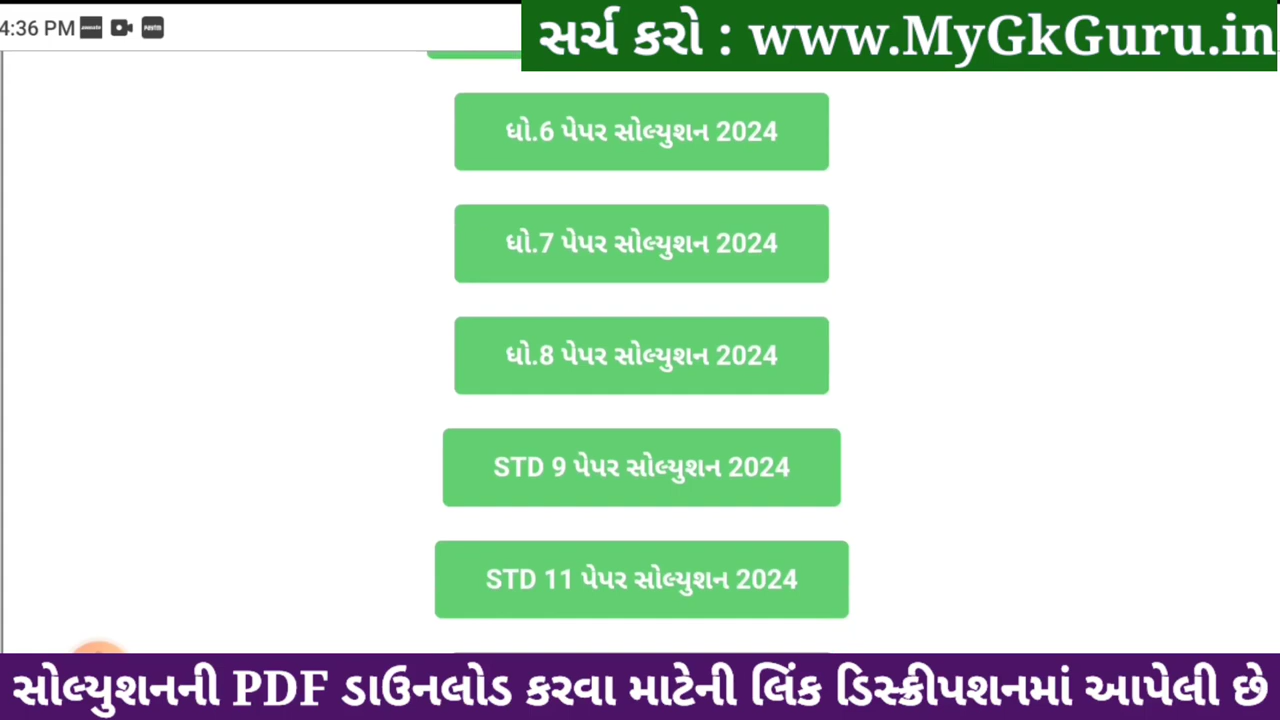 4:36 PM
સર્ચ કરો : www.MyGkGuru.in
ધો.6 પેપર સોલ્યુશન 2024
ધો.7 પેપર સોલ્યુશન 2024
ધો.8 પેપર સોલ્યુશન 2024
STD 9 પેપર સોલ્યુશન 2024
STD 11 પેપર સોલ્યુશન 2024
સોલ્યુશનની PDF ડાઉનલોડ કરવા માટેની લિંક ડિસ્ક્રીપશનમાં આપેલી છે